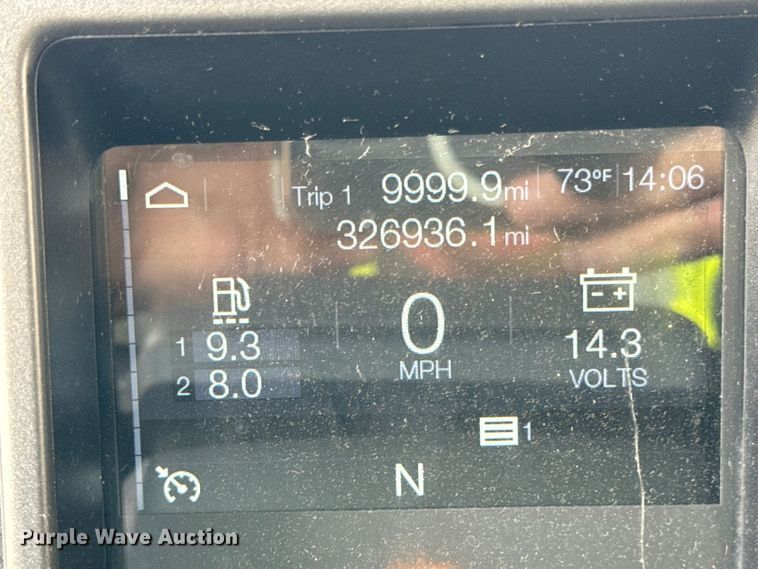 Trip 1 9999.9mi 73°F 14:06
326936.1mi
1 9.3
2 8.0
0
MPH
- +
14.3
VOLTS
1
N
Purple Wave Auction